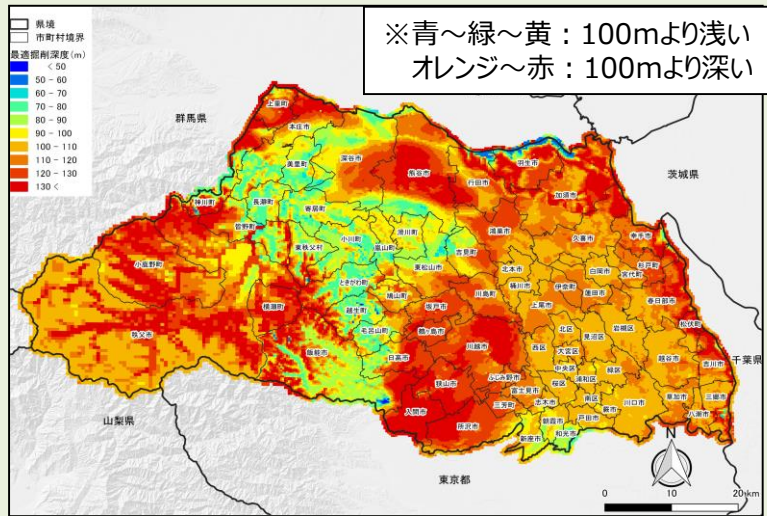 ※青～緑～黄：100mより浅い
オレンジ～赤：100mより深い
県境
市町村境界
最適掘削深度(m)
< 50
50 - 60
60 - 70
70 - 80
80 - 90
90 - 100
100 - 110
110 - 120
120 - 130
130 <
群馬県
茨城県
千葉県
東京都
山梨県
上里町
本庄市
美里町
神川町
深谷市
熊谷市
行田市
羽生市
加須市
長瀞町
皆野町
寄居町
小川町
東秩父村
嵐山町
滑川町
吉見町
東松山市
鴻巣市
久喜市
幸手市
杉戸町
宮代町
白岡市
北本市
桶川市
伊奈町
蓮田市
春日部市
小鹿野町
秩父市
横瀬町
ときがわ町
鳩山町
越生町
毛呂山町
坂戸市
川島町
上尾市
鶴ヶ島市
川越市
日高市
飯能市
狭山市
入間市
所沢市
ふじみ野市
富士見市
三芳町
志木市
新座市
朝霞市
和光市
西区
北区
大宮区
見沼区
岩槻区
中央区
桜区
浦和区
緑区
南区
戸田市
蕨市
川口市
越谷市
松伏町
吉川市
草加市
八潮市
三郷市
N
0 10 20 km